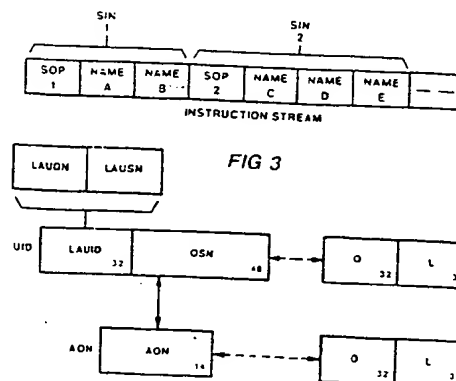 SIN SIN
1 2
SOP NAME NAME SOP NAME NAME NAME
1 A B 2 C D E
INSTRUCTION STREAM
LAUGN LAUSN
FIG 3
UID LAUID 32 OSN 48 O 32 L
AON AON 14 O 32 L